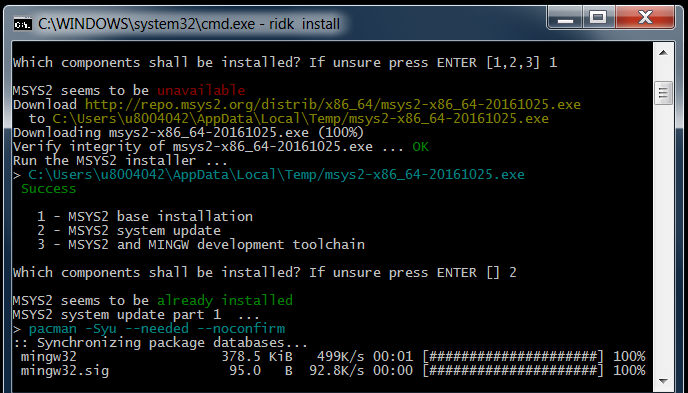 C:\WINDOWS\system32\cmd.exe - ridk  install
Which components shall be installed? If unsure press ENTER [1,2,3] 1
MSYS2 seems to be unavailable
Download http://repo.msys2.org/distrib/x86_64/msys2-x86_64-20161025.exe
  to C:\Users\u8004042\AppData\Local\Temp/msys2-x86_64-20161025.exe
Downloading msys2-x86_64-20161025.exe (100%)
Verify integrity of msys2-x86_64-20161025.exe ... OK
Run the MSYS2 installer ...
> C:\Users\u8004042\AppData\Local\Temp/msys2-x86_64-20161025.exe
 Success
   1 - MSYS2 base installation
   2 - MSYS2 system update
   3 - MSYS2 and MINGW development toolchain
Which components shall be installed? If unsure press ENTER [] 2
MSYS2 seems to be already installed
MSYS2 system update part 1  ...
> pacman -Syu --needed --noconfirm
:: Synchronizing package databases...
 mingw32                  378.5 KiB   499K/s 00:01 [#####################] 100%
 mingw32.sig               95.0   B  92.8K/s 00:00 [#####################] 100%